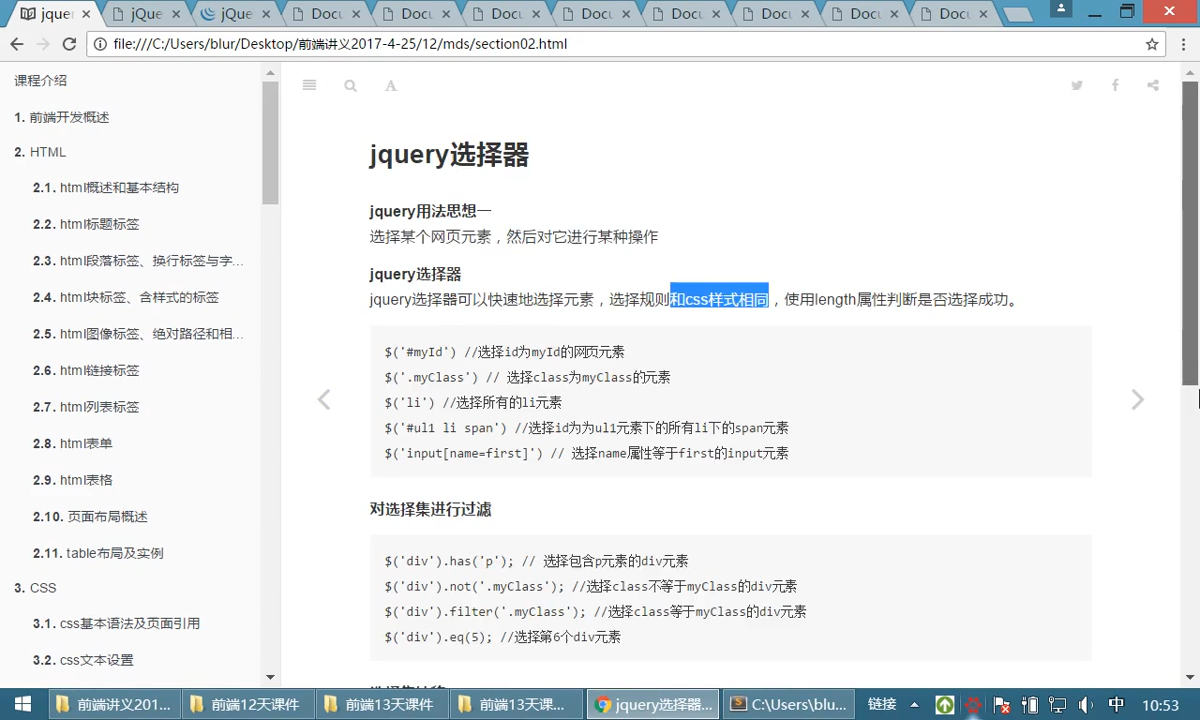 jquer
jQue
jQue
Docu
Docu
Docu
Docu
Docu
Docu
Docu
Docu
file:///C:/Users/blur/Desktop/前端讲义2017-4-25/12/mds/section02.html
课程介绍
1. 前端开发概述
2. HTML
2.1. html概述和基本结构
2.2. html标题标签
2.3. html段落标签、换行标签与字...
2.4. html块标签、含样式的标签
2.5. html图像标签、绝对路径和相...
2.6. html链接标签
2.7. html列表标签
2.8. html表单
2.9. html表格
2.10. 页面布局概述
2.11. table布局及实例
3. CSS
3.1. css基本语法及页面引用
3.2. css文本设置
A
jquery选择器
jquery用法思想一
选择某个网页元素，然后对它进行某种操作
jquery选择器
jquery选择器可以快速地选择元素，选择规则和css样式相同，使用length属性判断是否选择成功。
$('#myId') //选择id为myId的网页元素
$('.myClass') // 选择class为myClass的元素
$('li') //选择所有的li元素
$('#ul1 li span') //选择id为为ul1元素下的所有li下的span元素
$('input[name=first]') // 选择name属性等于first的input元素
对选择集进行过滤
$('div').has('p'); // 选择包含p元素的div元素
$('div').not('.myClass'); //选择class不等于myClass的div元素
$('div').filter('.myClass'); //选择class等于myClass的div元素
$('div').eq(5); //选择第6个div元素
前端讲义201...
前端12天课件
前端13天课件
前端13天课...
jquery选择器...
C:\Users\blu...
链接
中
10:53